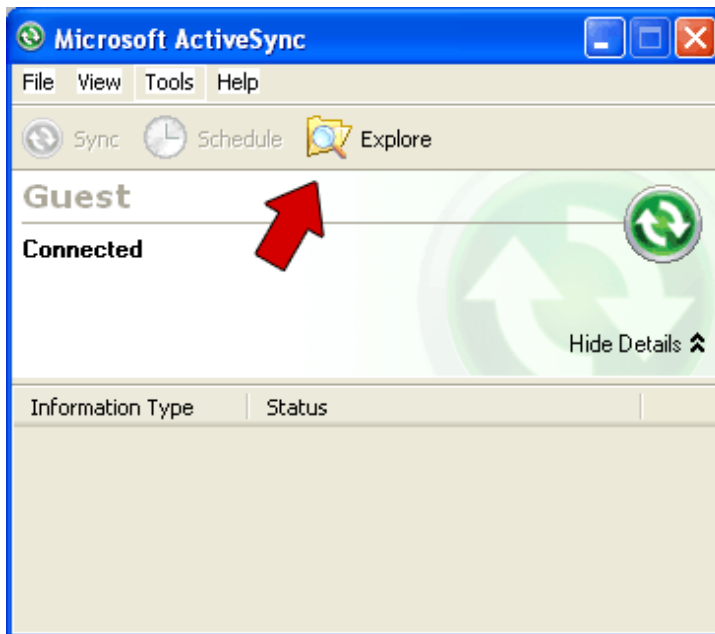 Microsoft ActiveSync
File View Tools Help
Sync Schedule Explore
Guest
Connected
Hide Details
Information Type Status